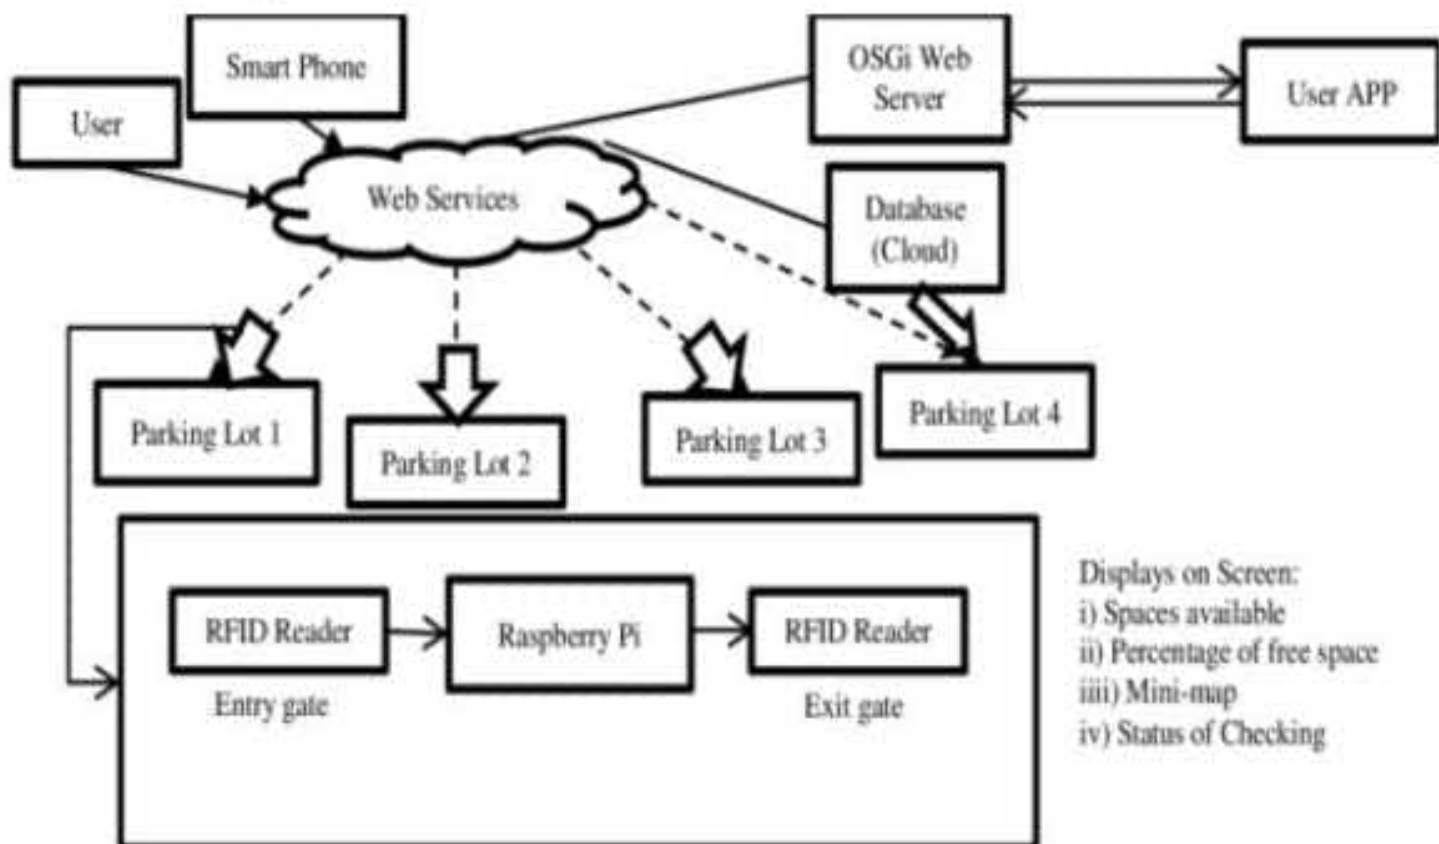 Smart Phone
User
Web Services
OSGi Web
Server
User APP
Database
(Cloud)
Parking Lot 1
Parking Lot 2
Parking Lot 3
Parking Lot 4
RFID Reader
Entry gate
Raspberry Pi
RFID Reader
Exit gate
Displays on Screen:
i) Spaces available
ii) Percentage of free space
iiii) Mini-map
iv) Status of Checking